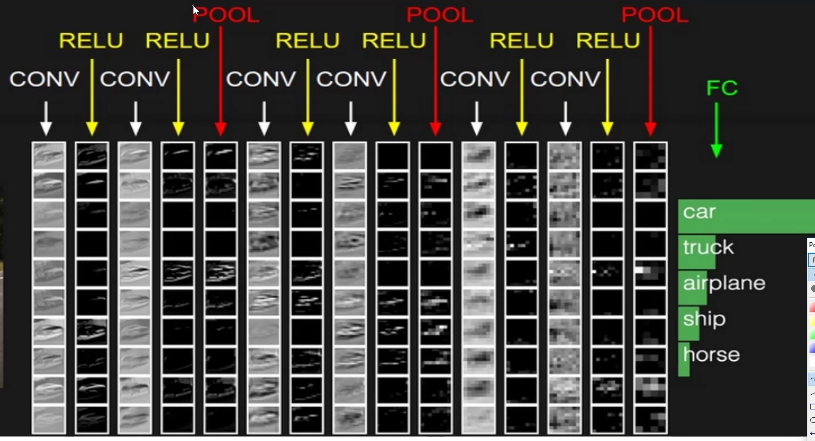 POOL POOL POOL
RELU RELU RELU RELU RELU RELU
CONV CONV CONV CONV CONV CONV
FC
car
truck
airplane
ship
horse